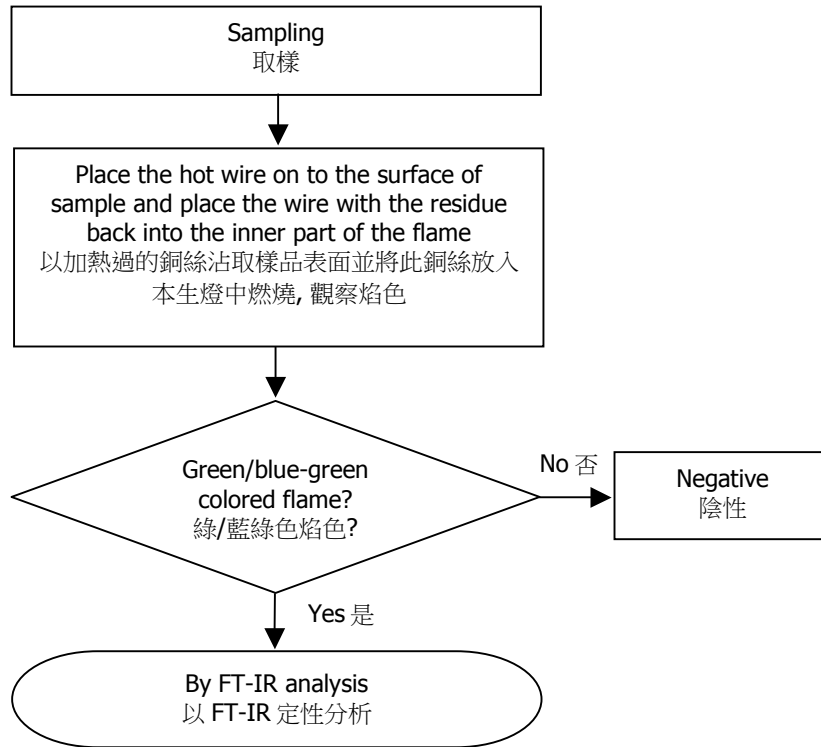 Sampling
取樣
Place the hot wire on to the surface of
sample and place the wire with the residue
back into the inner part of the flame
以加熱過的銅絲沾取樣品表面並將此銅絲放入
本生燈中燃燒, 觀察焰色
Green/blue-green
colored flame?
綠/藍綠色焰色?
No 否
Negative
陰性
Yes 是
By FT-IR analysis
以 FT-IR 定性分析